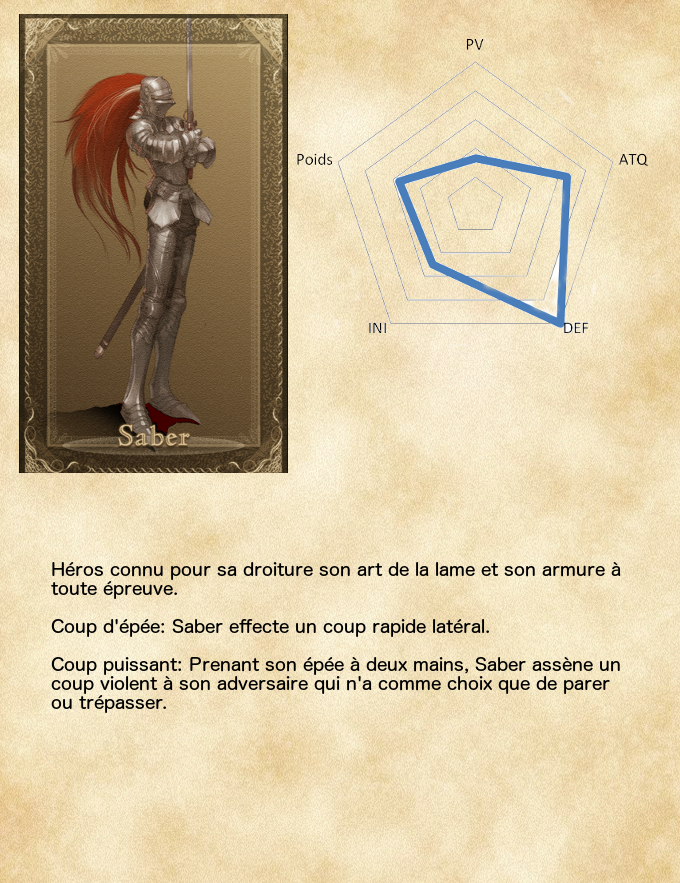 PV
Poids
ATQ
INI
DEF
Saber
Héros connu pour sa droiture son art de la lame et son armure à
toute épreuve.
Coup d'épée: Saber effecte un coup rapide latéral.
Coup puissant: Prenant son épée à deux mains, Saber assène un
coup violent à son adversaire qui n'a comme choix que de parer
ou trépasser.